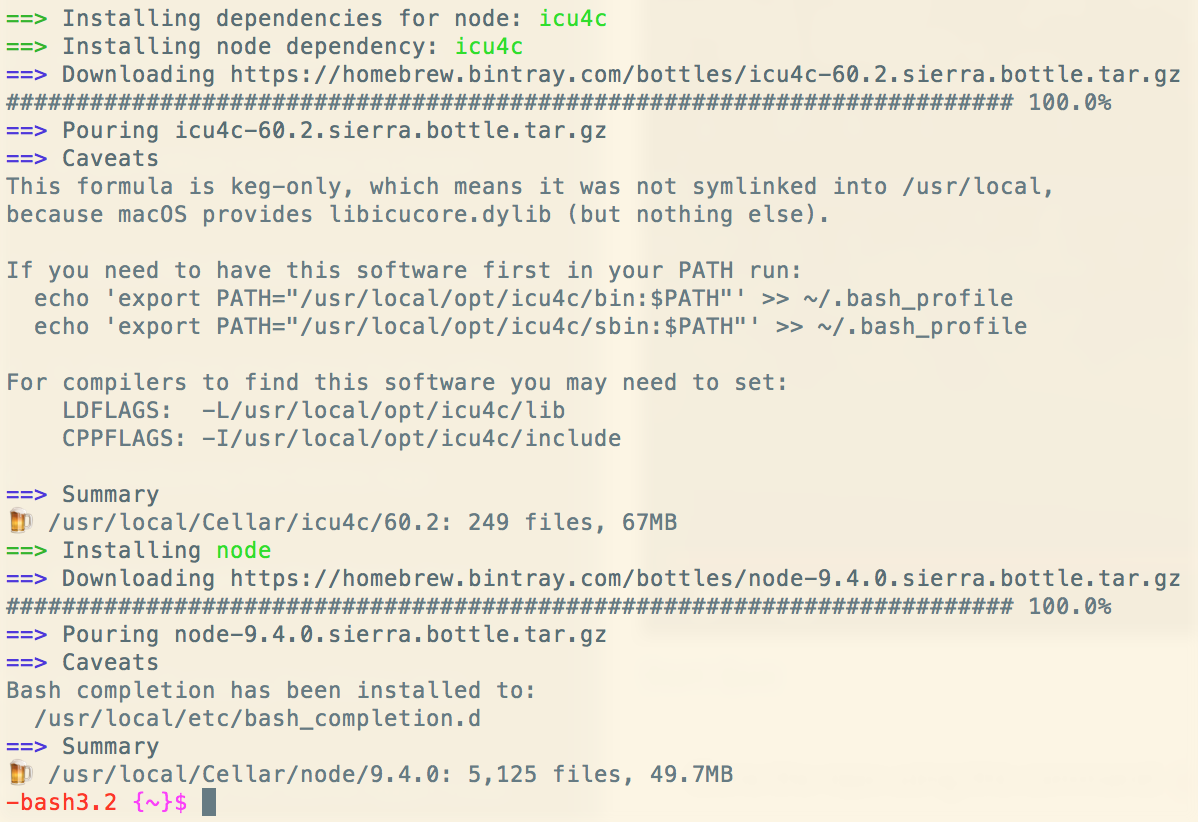 ==> Installing dependencies for node: icu4c
==> Installing node dependency: icu4c
==> Downloading https://homebrew.bintray.com/bottles/icu4c-60.2.sierra.bottle.tar.gz
######################################################################## 100.0%
==> Pouring icu4c-60.2.sierra.bottle.tar.gz
==> Caveats
This formula is keg-only, which means it was not symlinked into /usr/local,
because macOS provides libicucore.dylib (but nothing else).

If you need to have this software first in your PATH run:
  echo 'export PATH="/usr/local/opt/icu4c/bin:$PATH"' >> ~/.bash_profile
  echo 'export PATH="/usr/local/opt/icu4c/sbin:$PATH"' >> ~/.bash_profile

For compilers to find this software you may need to set:
    LDFLAGS:  -L/usr/local/opt/icu4c/lib
    CPPFLAGS: -I/usr/local/opt/icu4c/include

==> Summary
🍺 /usr/local/Cellar/icu4c/60.2: 249 files, 67MB
==> Installing node
==> Downloading https://homebrew.bintray.com/bottles/node-9.4.0.sierra.bottle.tar.gz
######################################################################## 100.0%
==> Pouring node-9.4.0.sierra.bottle.tar.gz
==> Caveats
Bash completion has been installed to:
  /usr/local/etc/bash_completion.d
==> Summary
🍺 /usr/local/Cellar/node/9.4.0: 5,125 files, 49.7MB
-bash3.2 {~}$